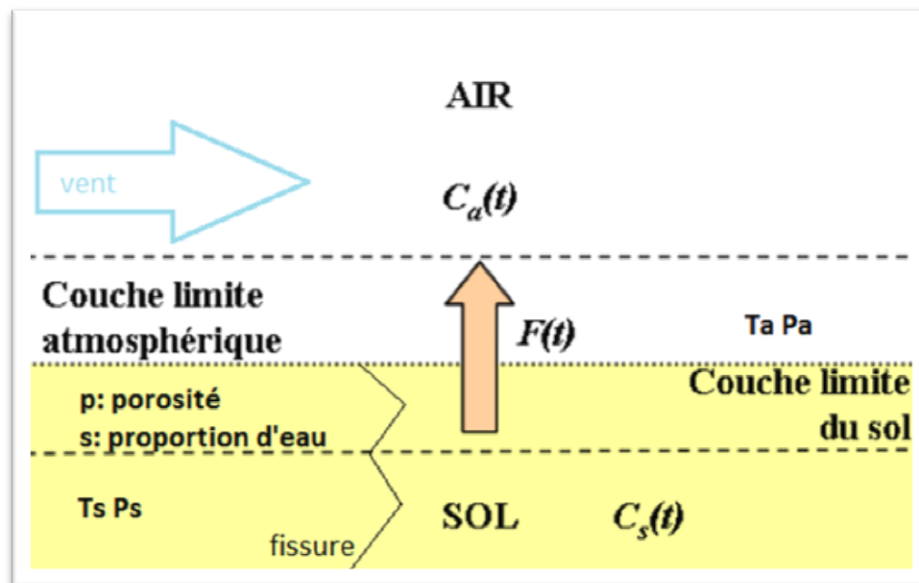 AIR
vent
Ca(t)
Couche limite
atmosphérique
F(t)
Ta Pa
p: porosité
s: proportion d'eau
Couche limite
du sol
Ts Ps
fissure
SOL
Cs(t)